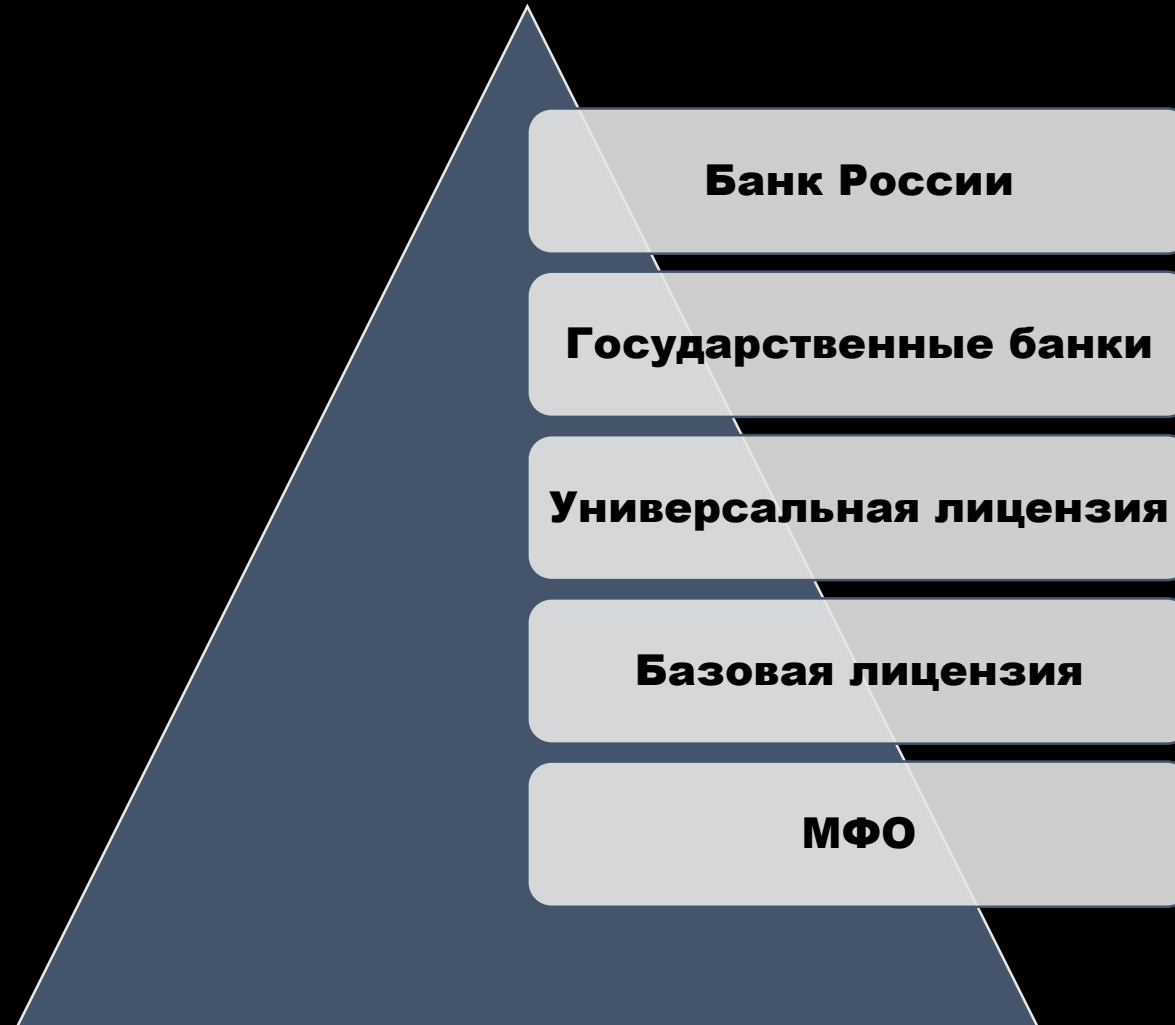 Банк России
Государственные банки
Универсальная лицензия
Базовая лицензия
МФО